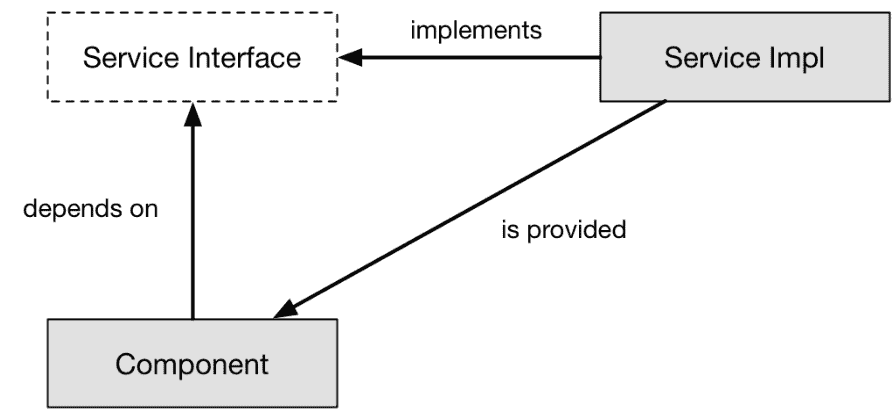 implements
Service Interface
Service Impl
depends on
is provided
Component